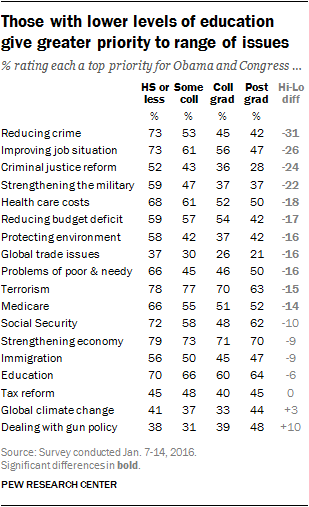 Those with lower levels of education
give greater priority to range of issues
% rating each a top priority for Obama and Congress ...
HS or less Some coll Coll grad Post grad Hi-Lo diff
% % % %
Reducing crime 73 53 45 42 -31
Improving job situation 73 61 56 47 -26
Criminal justice reform 52 43 36 28 -24
Strengthening the military 59 47 37 37 -22
Health care costs 68 61 52 50 -18
Reducing budget deficit 59 57 54 42 -17
Protecting environment 58 42 37 42 -16
Global trade issues 37 30 26 21 -16
Problems of poor & needy 66 45 46 50 -16
Terrorism 78 77 70 63 -15
Medicare 66 55 51 52 -14
Social Security 72 58 48 62 -10
Strengthening economy 79 73 71 70 -9
Immigration 56 50 45 47 -9
Education 70 66 60 64 -6
Tax reform 45 48 40 45 0
Global climate change 41 37 33 44 +3
Dealing with gun policy 38 31 39 48 +10
Source: Survey conducted Jan. 7-14, 2016.
Significant differences in bold.
PEW RESEARCH CENTER